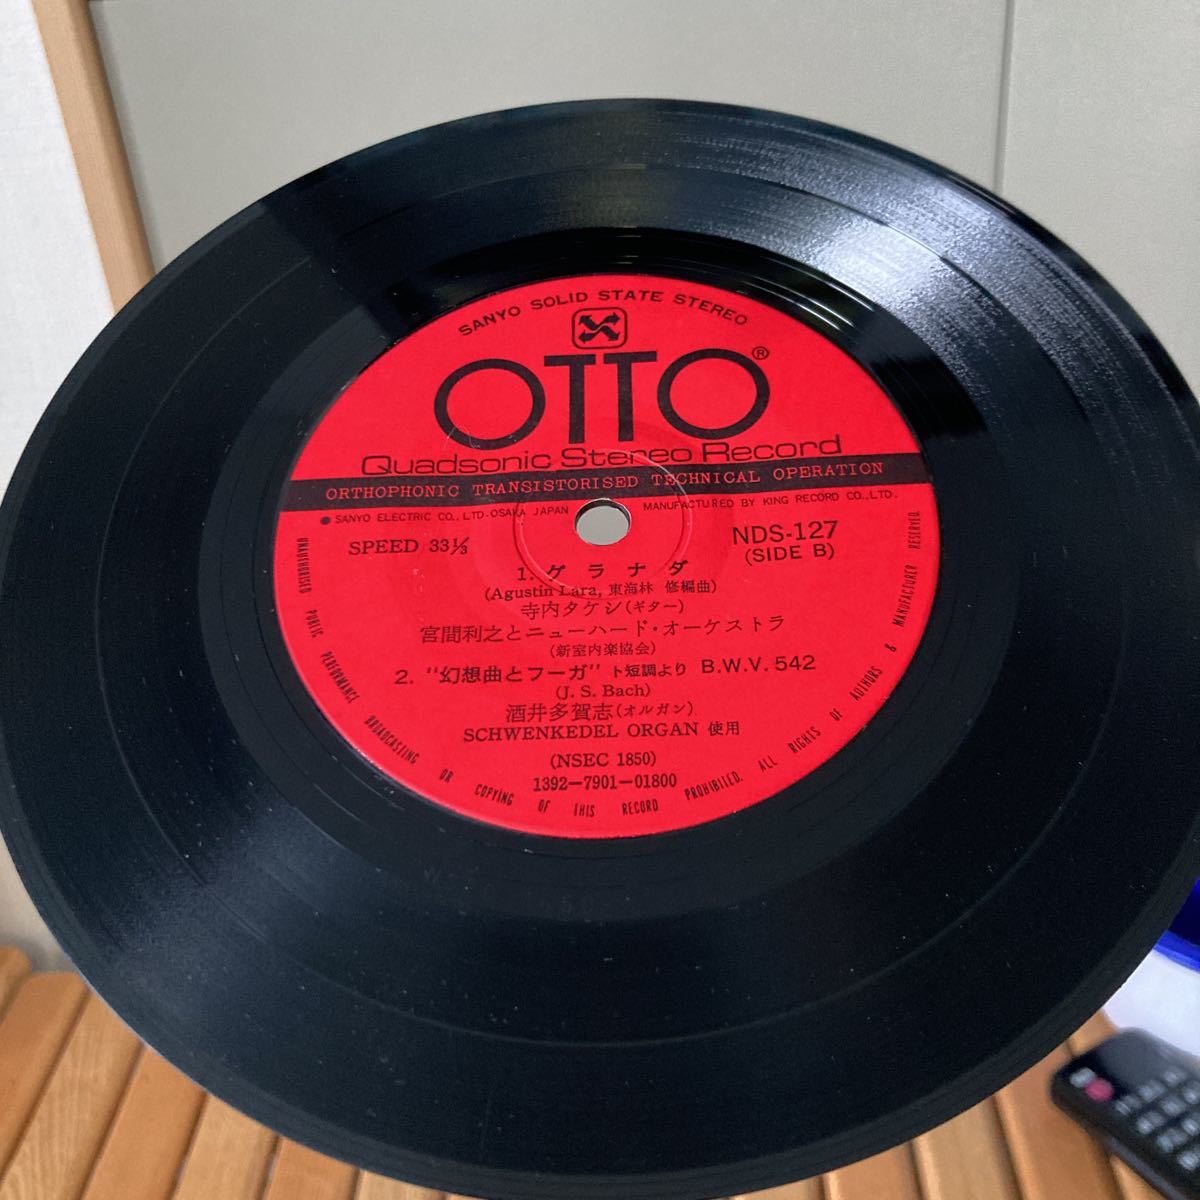 SANYO SOLID STATE STEREO
OTTO®
Quadsonic Stereo Record
ORTHOPHONIC TRANSISTORISED TECHNICAL OPERATION
● SANYO ELECTRIC CO., LTD-OSAKA JAPAN
MANUFACTURED BY KING RECORD CO., LTD.
SPEED 33⅓
NDS-127
(SIDE B)
1. グラナダ
(Agustin Lara, 東海林 修編曲)
寺内タケシ(ギター)
宮間利之とニューハード・オーケストラ
(新室内楽協会)
2. “幻想曲とフーガ” ト短調より B.W.V. 542
(J. S. Bach)
酒井多賀志(オルガン)
SCHWENKEDEL ORGAN 使用
(NSEC 1850)
1392-7901-01800
UNAUTHORISED PUBLIC PERFORMANCE BROADCASTING OR COPYING OF THIS RECORD PROHIBITED. ALL RIGHTS OF AUTHORS & MANUFACTURER RESERVED.